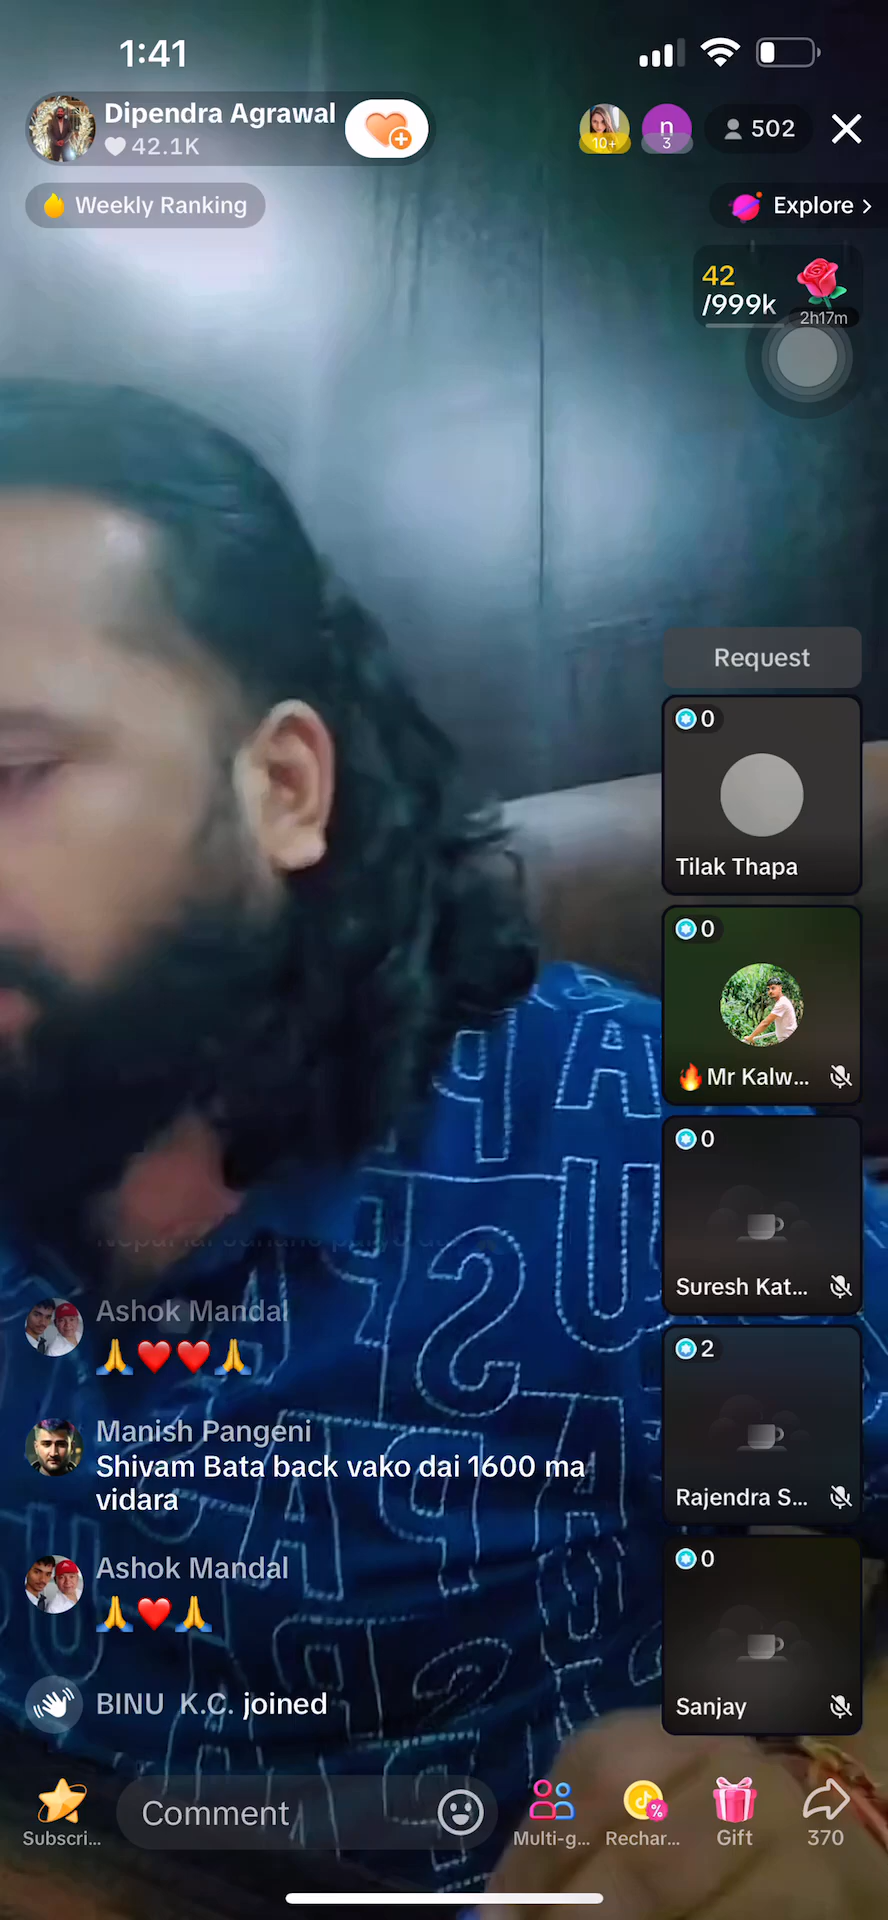 1:41
Dipendra Agrawal
42.1K
10+
n
3
502
Weekly Ranking
Explore >
42
/999k
2h17m
Request
0
Tilak Thapa
0
🔥Mr Kalw...
0
Suresh Kat...
2
Rajendra S...
0
Sanjay
Ashok Mandal
🙏❤️❤️🙏
Manish Pangeni
Shivam Bata back vako dai 1600 ma
vidara
Ashok Mandal
🙏❤️🙏
BINU K.C. joined
Subscri...
Comment
Multi-g...
Rechar...
Gift
370